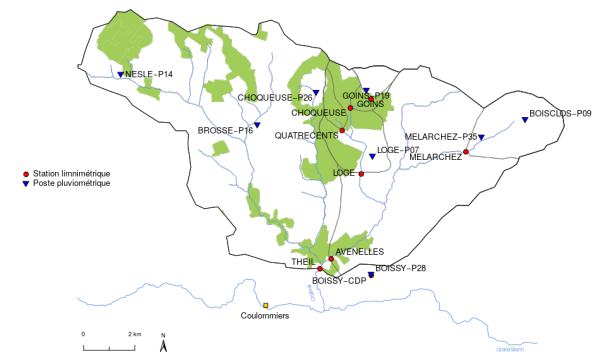 NESLE-P14
CHOQUEUSE-P26
GOINS-P19
GOINS
CHOQUEUSE
BOISCLOS-P09
BROSSE-P16
QUATRECENTS
MELARCHEZ-P35
LOGE-P07
MELARCHEZ
LOGE
Station limnimétrique
Poste pluviométrique
AVENELLES
THEIL
BOISSY-P28
BOISSY-CDP
Coulommiers
0 2 km
N
Grand Morin